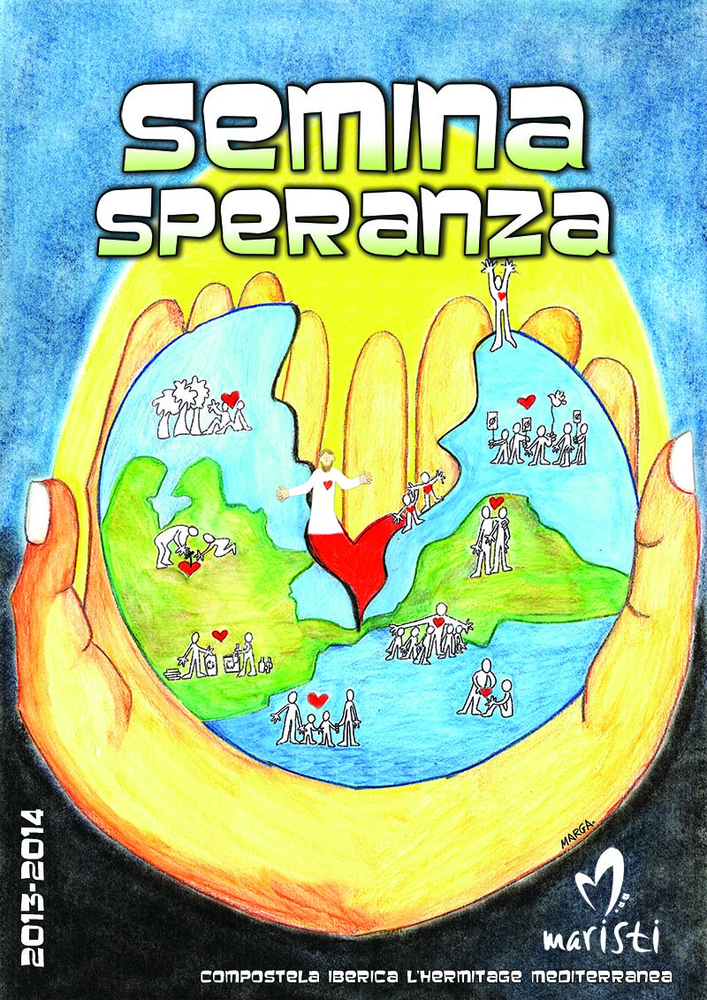 SEMINA
SPERANZA
MARGA.
2013-2014
maristi
COMPOSTELA IBERICA L'HERMITAGE MEDITERRANEA